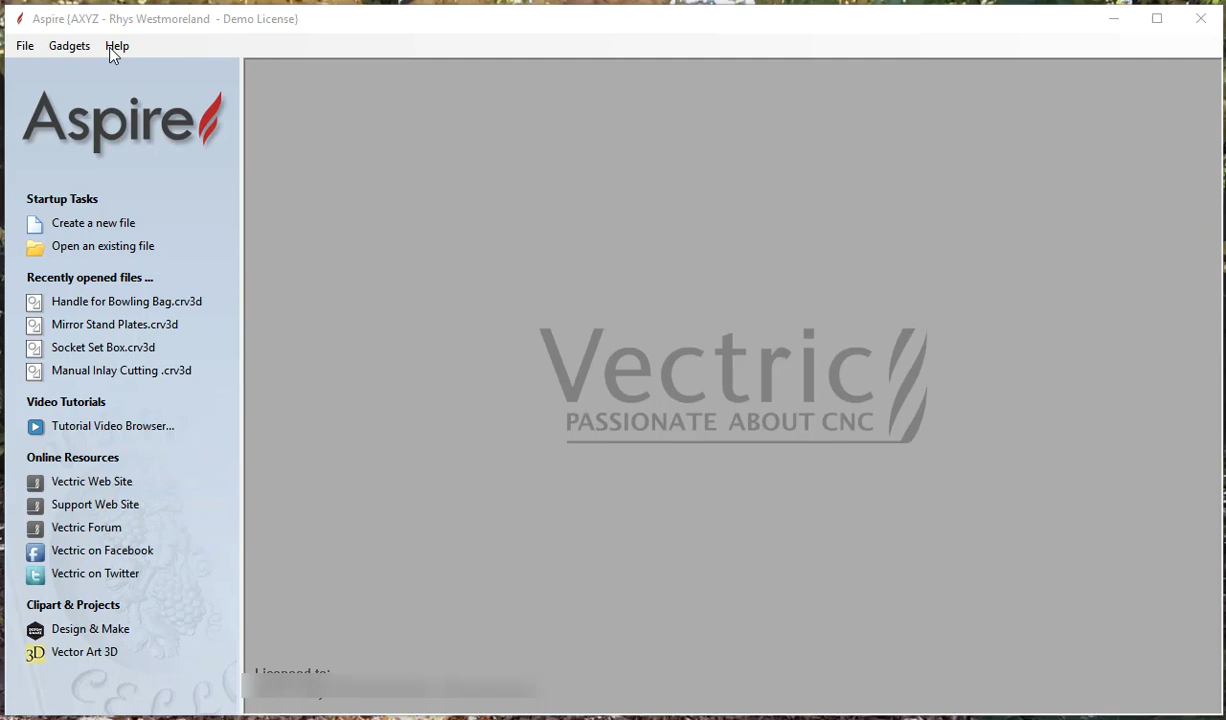 Aspire {AXYZ - Rhys Westmoreland - Demo License}
File Gadgets Help
Aspire
Startup Tasks
Create a new file
Open an existing file
Recently opened files ...
Handle for Bowling Bag.crv3d
Mirror Stand Plates.crv3d
Socket Set Box.crv3d
Manual Inlay Cutting .crv3d
Video Tutorials
Tutorial Video Browser...
Online Resources
Vectric Web Site
Support Web Site
Vectric Forum
Vectric on Facebook
Vectric on Twitter
Clipart & Projects
Design & Make
3D Vector Art 3D
Vectric
PASSIONATE ABOUT CNC
Licensed to: